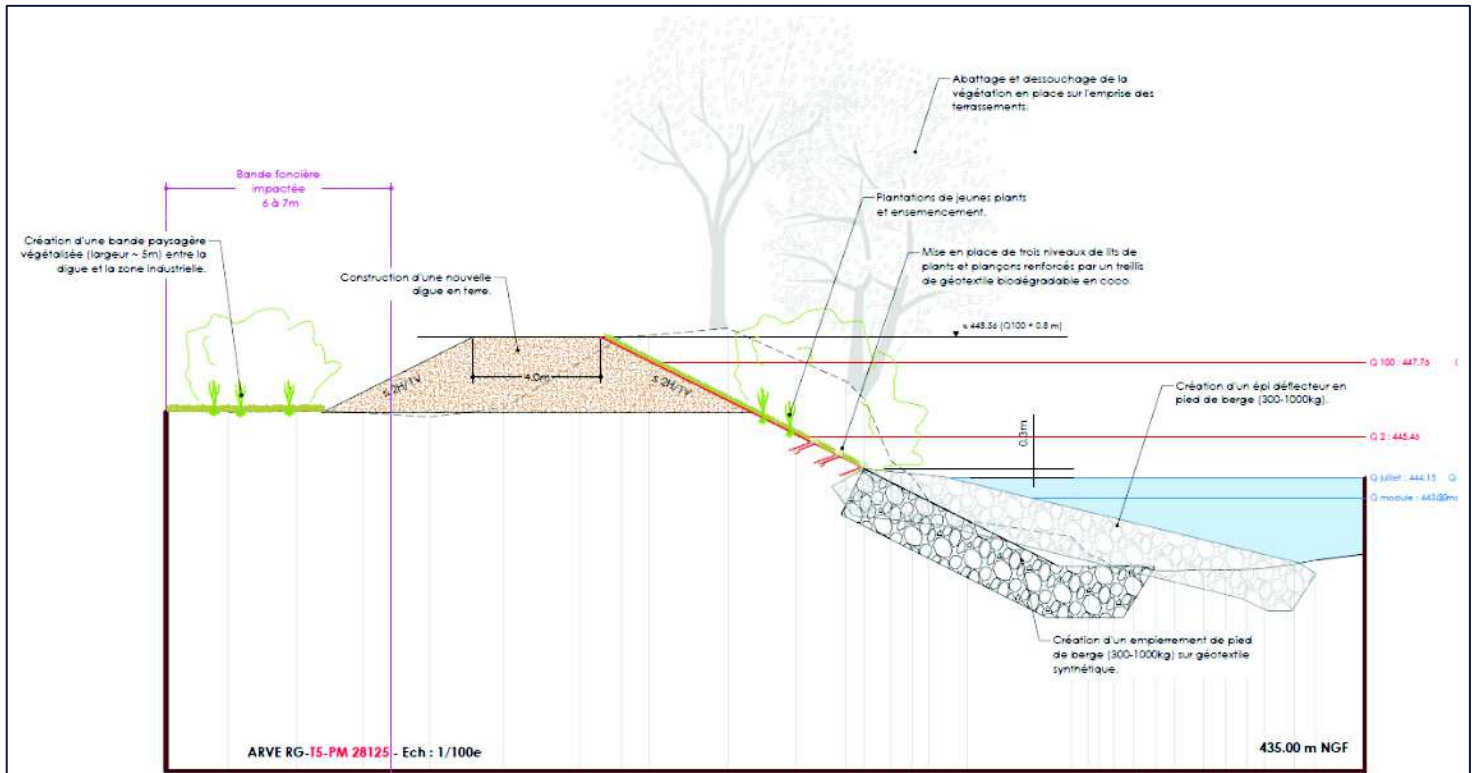 Abattage et dessouchage de la
végétation en place sur l'emprise des
terrassements.
Bande foncière
impactée
6 à 7m
Plantations de jeunes plants
et ensemencement.
Création d'une bande paysagère
végétalisée (largeur ~ 5m) entre la
digue et la zone industrielle.
Mise en place de trois niveaux de lits de
plants et plançons renforcés par un treillis
de géotextile biodégradable en coco.
Construction d'une nouvelle
digue en terre.
448.56 (Q100 + 0.8 m)
Q 100 : 447.76
4.0m
≤ 2H/1V
≤ 2H/1V
Création d'un épi déflecteur en
pied de berge (300-1000kg).
0.3m
Q 2 : 445.46
Q juillet : 444.15
Q module :
Création d'un empierrement de pied
de berge (300-1000kg) sur géotextile
synthétique.
ARVE RG-T5-PM 28125 - Ech : 1/100e
435.00 m NGF